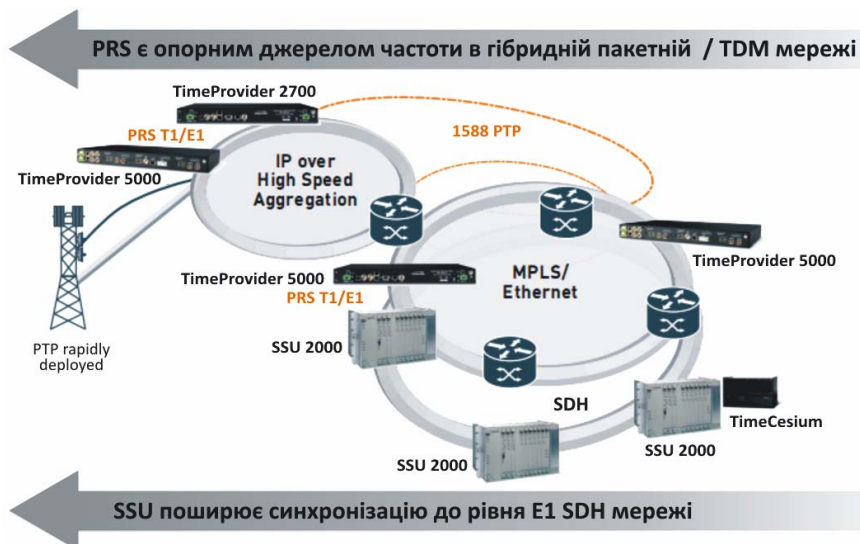 PRS є опорним джерелом частоти в гібридній пакетній / TDM мережі
TimeProvider 2700
PRS T1/E1
TimeProvider 5000
1588 PTP
IP over
High Speed
Aggregation
TimeProvider 5000
TimeProvider 5000
PRS T1/E1
MPLS/
Ethernet
PTP rapidly
deployed
SSU 2000
SDH
TimeCesium
SSU 2000
SSU 2000
SSU поширює синхронізацію до рівня E1 SDH мережі